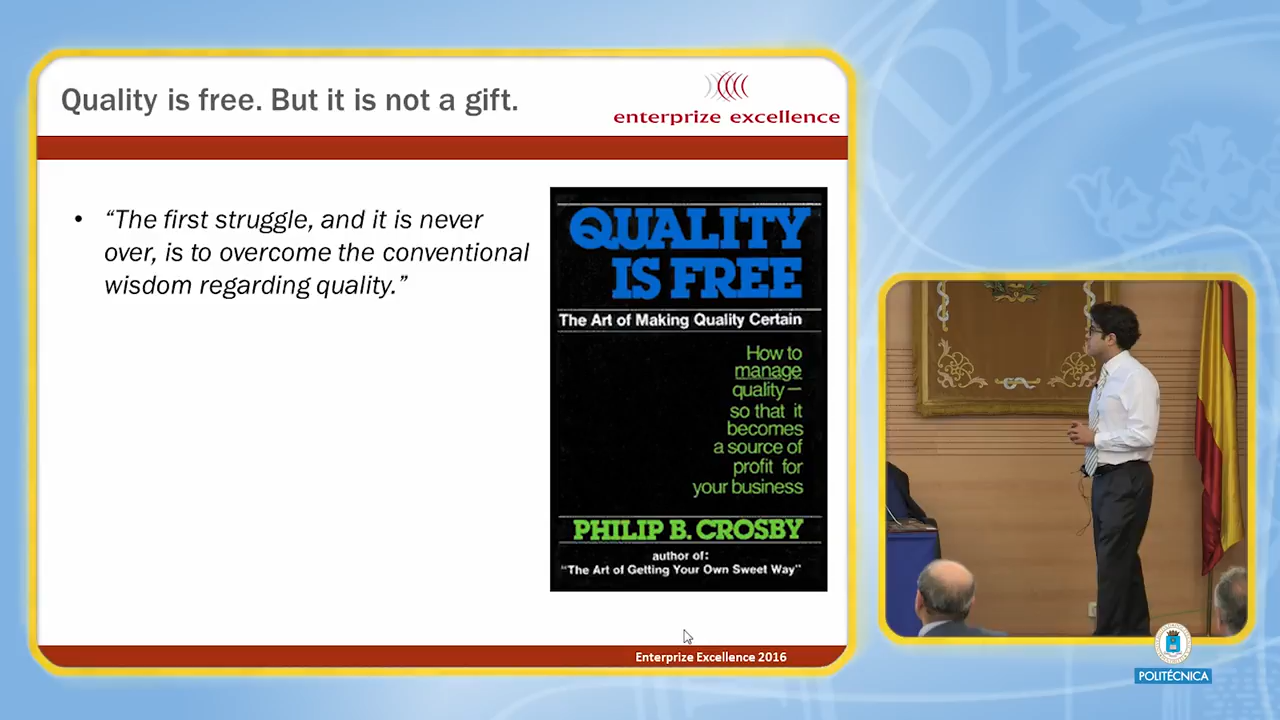 Quality is free. But it is not a gift.
enterprize excellence
• “The first struggle, and it is never
over, is to overcome the conventional
wisdom regarding quality.”
QUALITY
IS FREE
The Art of Making Quality Certain
How to
manage
quality—
so that it
becomes
a source of
profit for
your business
PHILIP B. CROSBY
author of:
"The Art of Getting Your Own Sweet Way"
Enterprize Excellence 2016
POLITÉCNICA